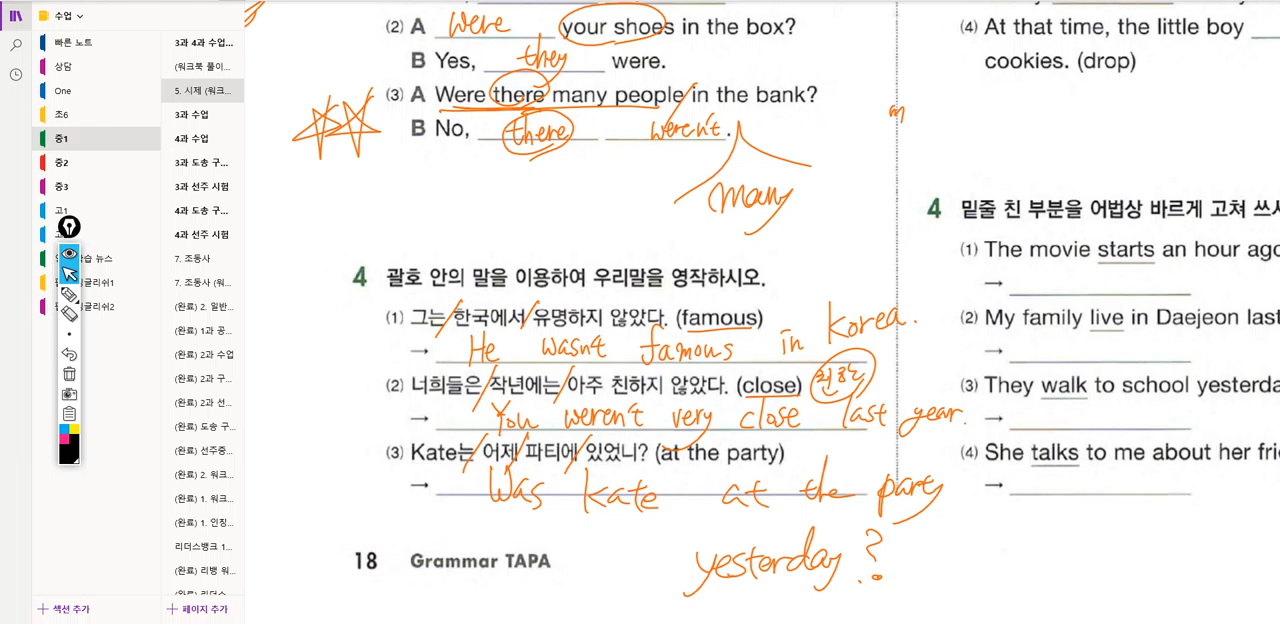 수업
빠른 노트
상담
One
초6
중1
중2
중3
고1
습 뉴스
글리쉬1
글리쉬2
섹션 추가
3과 4과 수업...
(워크북 풀이...
5. 시제 (워크...
3과 수업
4과 수업
3과 도송 구...
3과 선주 시험
4과 도송 구...
4과 선주 시험
7. 조동사
7. 조동사 (워...
(완료) 2. 일반...
(완료) 1과 공...
(완료) 2과 수업
(완료) 2과 구...
(완료) 2과 선...
(완료) 도송 구...
(완료) 선주중...
(완료) 2. 워크...
(완료) 1. 워크...
(완료) 1. 인칭...
리더스뱅크 1...
(완료) 리뱅 워...
(완료) 리더스
페이지 추가
(2) A were your shoes in the box?
B Yes, they were.
(3) A Were there many people in the bank?
B No, there weren't.
many
4 괄호 안의 말을 이용하여 우리말을 영작하시오.
(1) 그는 한국에서 유명하지 않았다. (famous)
→ He wasn't famous in Korea.
(2) 너희들은 작년에는 아주 친하지 않았다. (close) 친한
→ You weren't very close last year.
(3) Kate는 어제 파티에 있었니? (at the party)
→ Was Kate at the party
yesterday?
18 Grammar TAPA
(4) At that time, the little boy
cookies. (drop)
4 밑줄 친 부분을 어법상 바르게 고쳐 쓰시
(1) The movie starts an hour ago
→
(2) My family live in Daejeon last
→
(3) They walk to school yesterda
→
(4) She talks to me about her frie
→